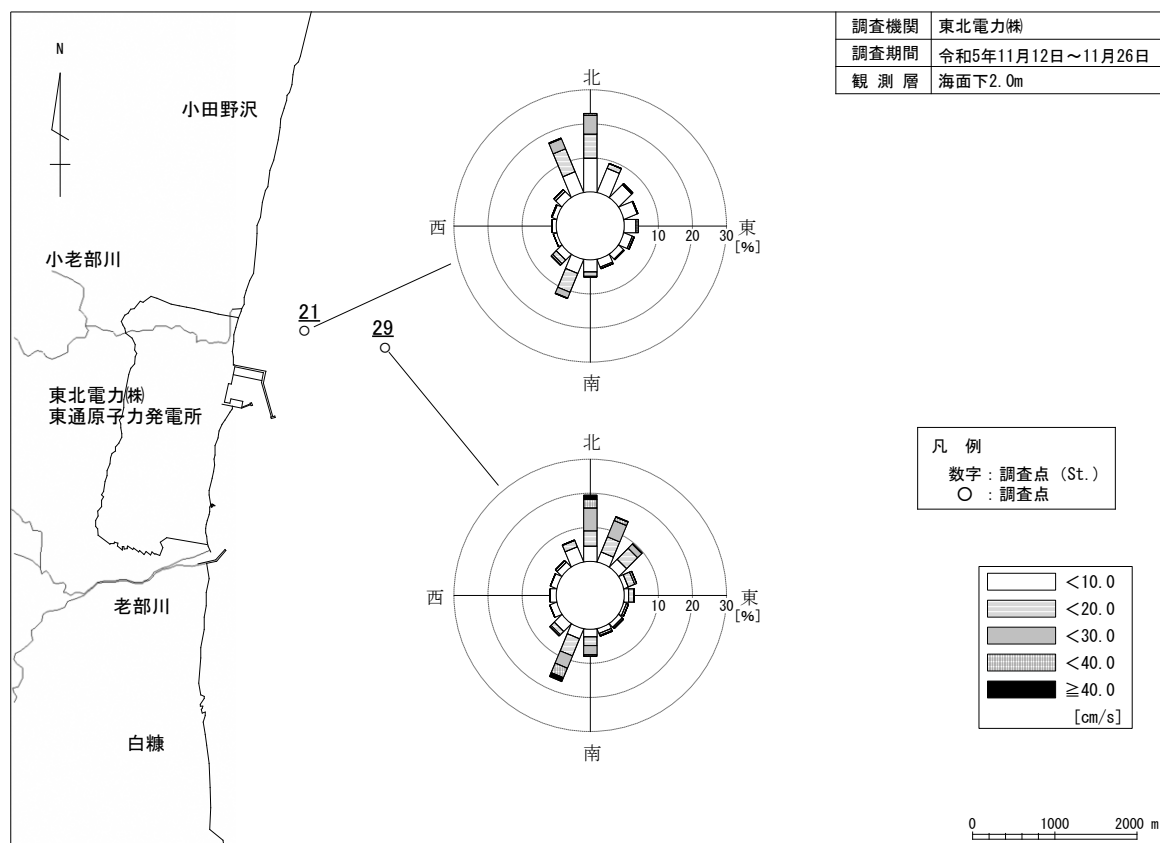 調査機関 東北電力㈱
調査期間 令和5年11月12日～11月26日
観測層 海面下2.0m
N
小田野沢
小老部川
東北電力㈱
東通原子力発電所
老部川
白糠
21
29
北
西
東
10 20 30
[%]
南
北
西
東
10 20 30
[%]
南
凡 例
数字：調査点 (St.)
○ ：調査点
＜10.0
＜20.0
＜30.0
＜40.0
≧40.0
[cm/s]
0 1000 2000 m